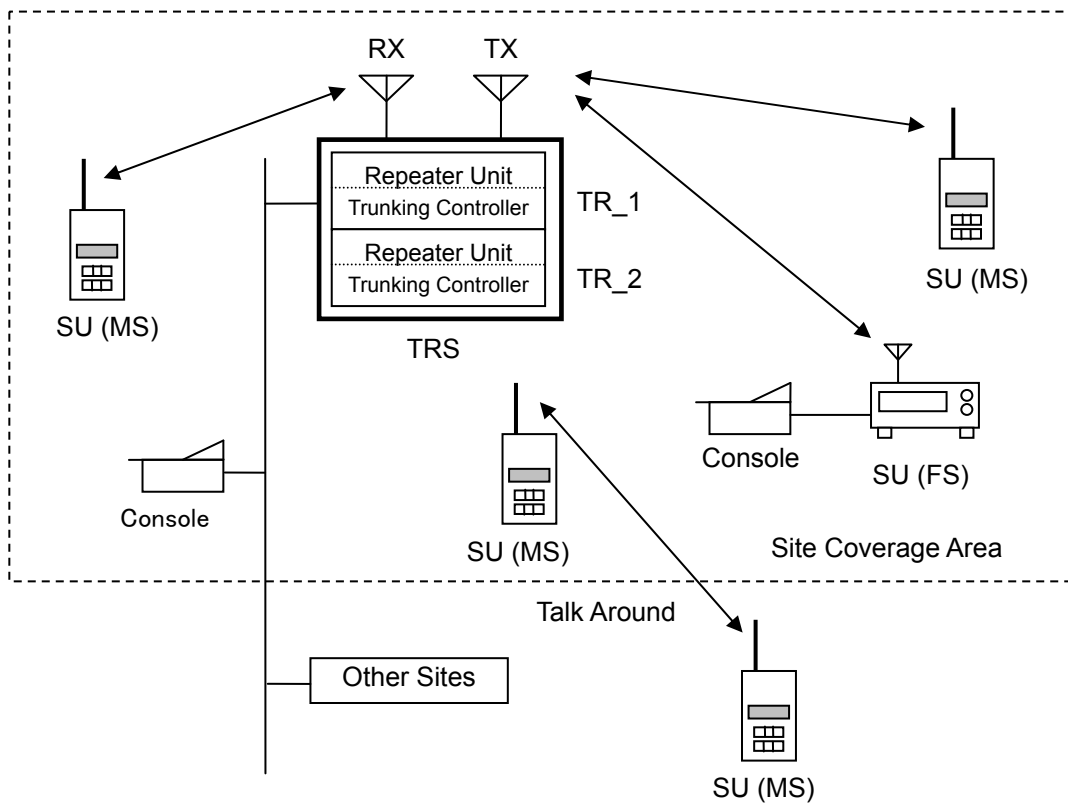 RX
TX
Repeater Unit
Trunking Controller
TR_1
Repeater Unit
Trunking Controller
TR_2
TRS
SU (MS)
SU (MS)
Console
SU (FS)
Console
SU (MS)
Site Coverage Area
Talk Around
Other Sites
SU (MS)